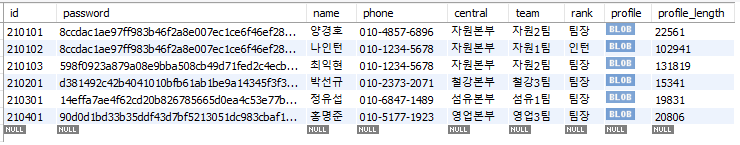 id password name phone central team rank profile profile_length
210101 8ccdac1ae97ff983b46f2a8e007ec1ce6f46ef28... 양경호 010-4857-6896 자원본부 자원2팀 팀장 BLOB 22561
210102 8ccdac1ae97ff983b46f2a8e007ec1ce6f46ef28... 나인턴 010-1234-5678 자원본부 자원1팀 인턴 BLOB 102941
210103 598f0923a879a08e9bba508cb49d71fed2c4ecb... 최익현 010-1234-5678 자원본부 자원2팀 팀장 BLOB 131819
210201 d381492c42b4041010bfb61ab1be9a14345f3f3... 박선규 010-2373-2071 철강본부 철강3팀 팀장 BLOB 15341
210301 14effa7ae4f62cd20b826785665d0ea4c53e77b... 정유섭 010-6847-1489 섬유본부 섬유1팀 팀장 BLOB 19831
210401 90d0d1bd33b35ddf43d7bf5213051dc983cbaf1... 홍명준 010-5177-1923 영업본부 영업3팀 팀장 BLOB 20806
NULL NULL NULL NULL NULL NULL NULL NULL NULL